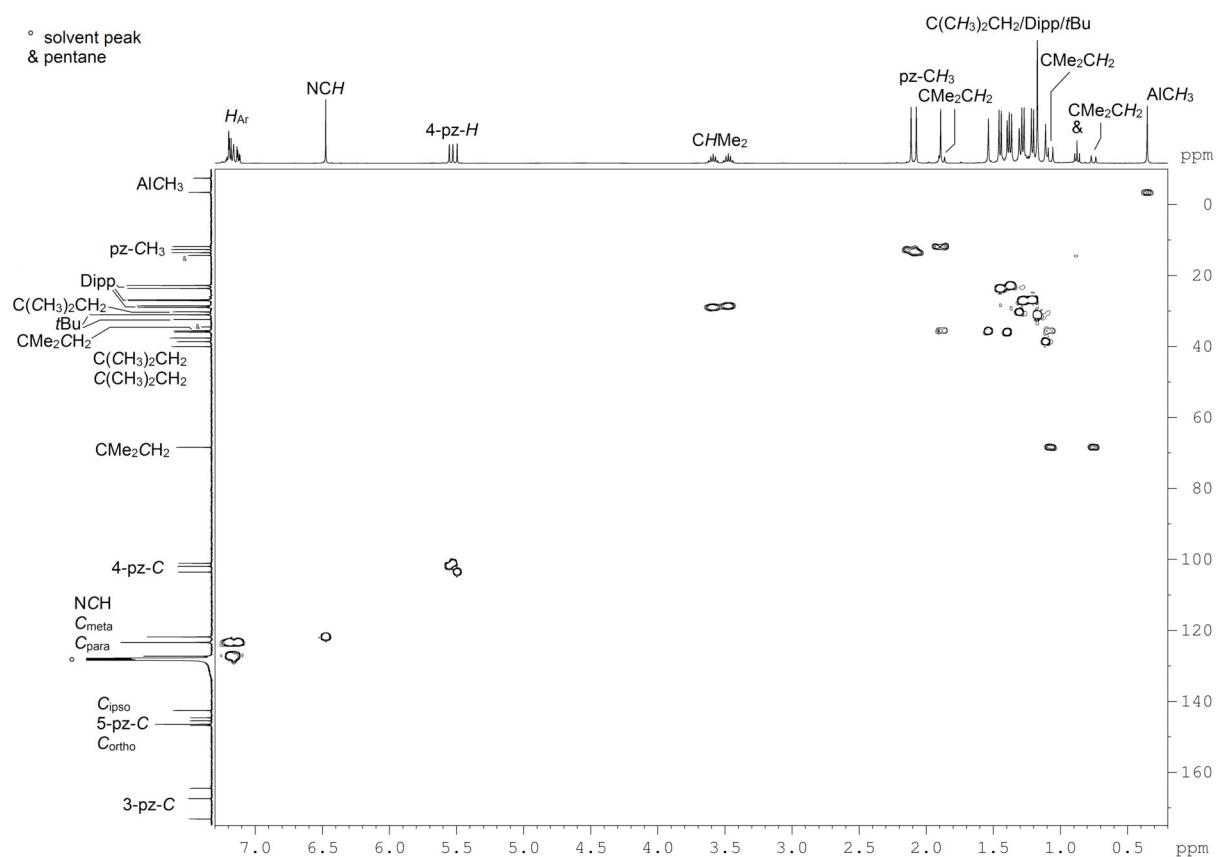 ° solvent peak
& pentane
C(CH₃)₂CH₂/Dipp/tBu
NCH
pz-CH₃
CMe₂CH₂
CMe₂CH₂
CMe₂CH₂
AlCH₃
HAr
4-pz-H
CHMe₂
&
ppm
AlCH₃
0
pz-CH₃
&
20
Dipp
C(CH₃)₂CH₂
tBu
&
CMe₂CH₂
40
C(CH₃)₂CH₂
C(CH₃)₂CH₂
60
CMe₂CH₂
80
100
4-pz-C
NCH
120
Cmeta
Cpara
°
140
Cipso
5-pz-C
Cortho
160
3-pz-C
7.0 6.5 6.0 5.5 5.0 4.5 4.0 3.5 3.0 2.5 2.0 1.5 1.0 0.5 ppm